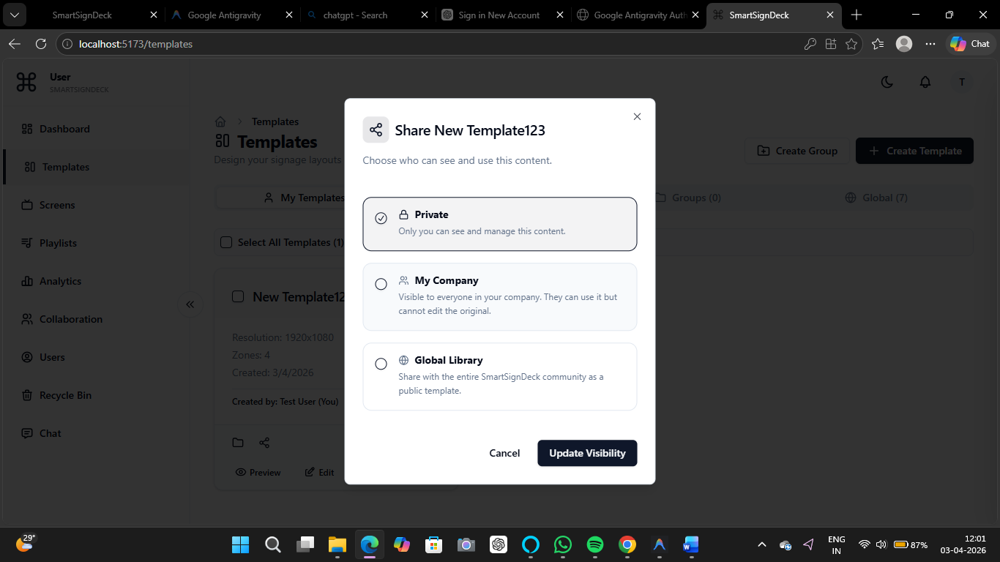 SmartSignDeck
Google Antigravity
chatgpt - Search
Sign in New Account
Google Antigravity Auth
SmartSignDeck
localhost:5173/templates
Chat
User
SMARTSIGNDECK
T
Dashboard
Templates
Screens
Playlists
Analytics
Collaboration
Users
Recycle Bin
Chat
Templates
Templates
Design your signage layouts
Create Group
Create Template
My Templates
Groups (0)
Global (7)
Select All Templates (1)
New Template12
Resolution: 1920x1080
Zones: 4
Created: 3/4/2026
Created by: Test User (You)
Preview
Edit
Share New Template123
Choose who can see and use this content.
Private
Only you can see and manage this content.
My Company
Visible to everyone in your company. They can use it but
cannot edit the original.
Global Library
Share with the entire SmartSignDeck community as a
public template.
Cancel
Update Visibility
29°
ENG
IN
87%
12:01
03-04-2026